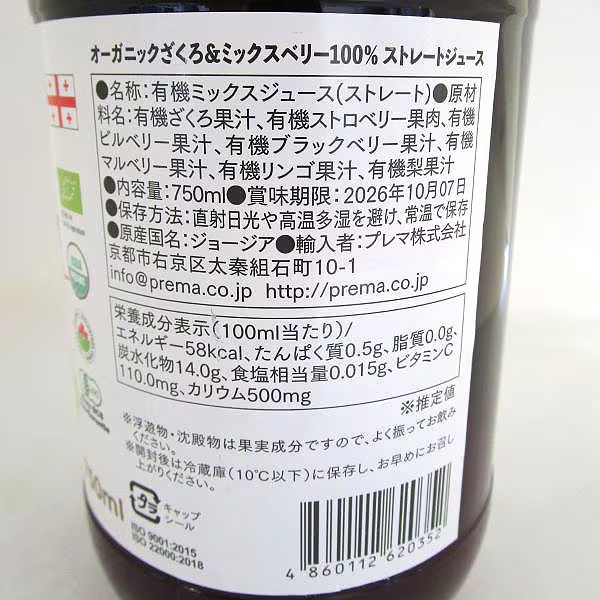 オーガニックざくろ&ミックスベリー100% ストレートジュース
●名称：有機ミックスジュース(ストレート)●原材
料名：有機ざくろ果汁、有機ストロベリー果肉、有機
ビルベリー果汁、有機ブラックベリー果汁、有機
マルベリー果汁、有機リンゴ果汁、有機梨果汁
●内容量：750ml●賞味期限：2026年10月07日
●保存方法：直射日光や高温多湿を避け、常温で保存
●原産国名：ジョージア●輸入者：プレマ株式会社
京都市右京区太秦組石町10-1
info@prema.co.jp http://prema.co.jp
栄養成分表示(100ml当たり)/
エネルギー58kcal、たんぱく質0.5g、脂質0.0g、
炭水化物14.0g、食塩相当量0.015g、ビタミンC
110.0mg、カリウム500mg
※推定値
※浮遊物・沈殿物は果実成分ですので、よく振ってお飲み
ください。
※開封後は冷蔵庫(10℃以下)に保存し、お早めにお召し
上がりください。
プラ
キャップ
シール
ISO 9001:2015
ISO 22000:2018
4 860112 620352